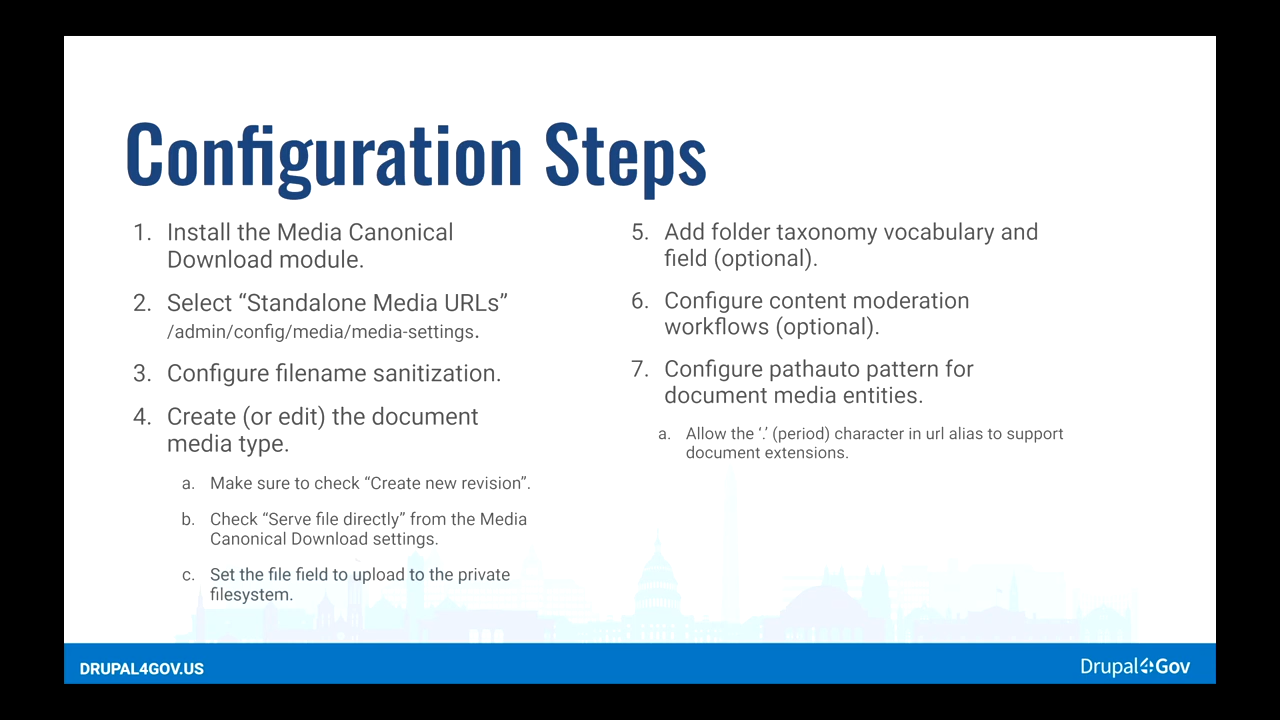 Configuration Steps
1. Install the Media Canonical
Download module.
2. Select “Standalone Media URLs”
/admin/config/media/media-settings.
3. Configure filename sanitization.
4. Create (or edit) the document
media type.
a. Make sure to check “Create new revision”.
b. Check “Serve file directly” from the Media
Canonical Download settings.
c. Set the file field to upload to the private
filesystem.
5. Add folder taxonomy vocabulary and
field (optional).
6. Configure content moderation
workflows (optional).
7. Configure pathauto pattern for
document media entities.
a. Allow the ‘.’ (period) character in url alias to support
document extensions.
DRUPAL4GOV.US
Drupal4Gov